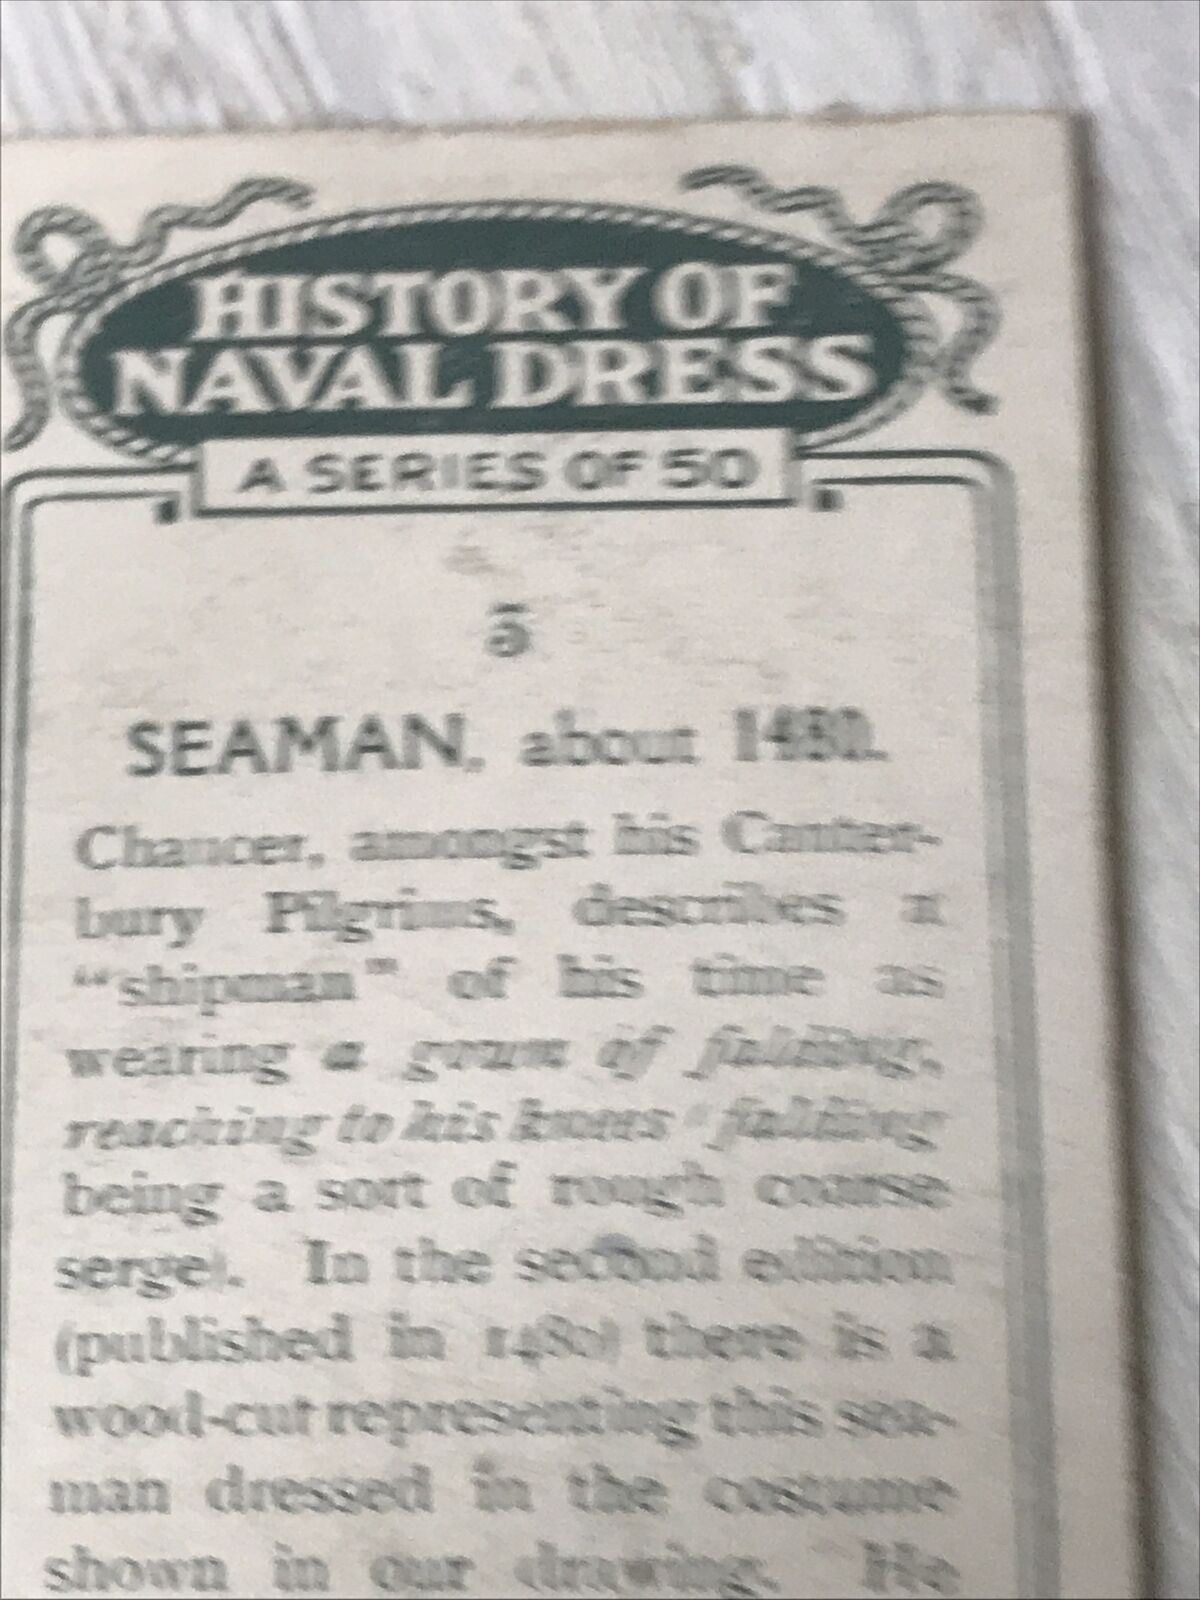 HISTORY OF
NAVAL DRESS
A SERIES OF 50
SEAMAN, about 1480.
Chaucer, amongst his Canter-
bury Pilgrims, describes a
"shipman" of his time as
wearing a gown of falding,
reaching to his knees (falding
being a sort of rough coarse
serge). In the second edition
(published in 1480) there is a
wood-cut representing this sea-
man dressed in the costume
shown in our drawing. He